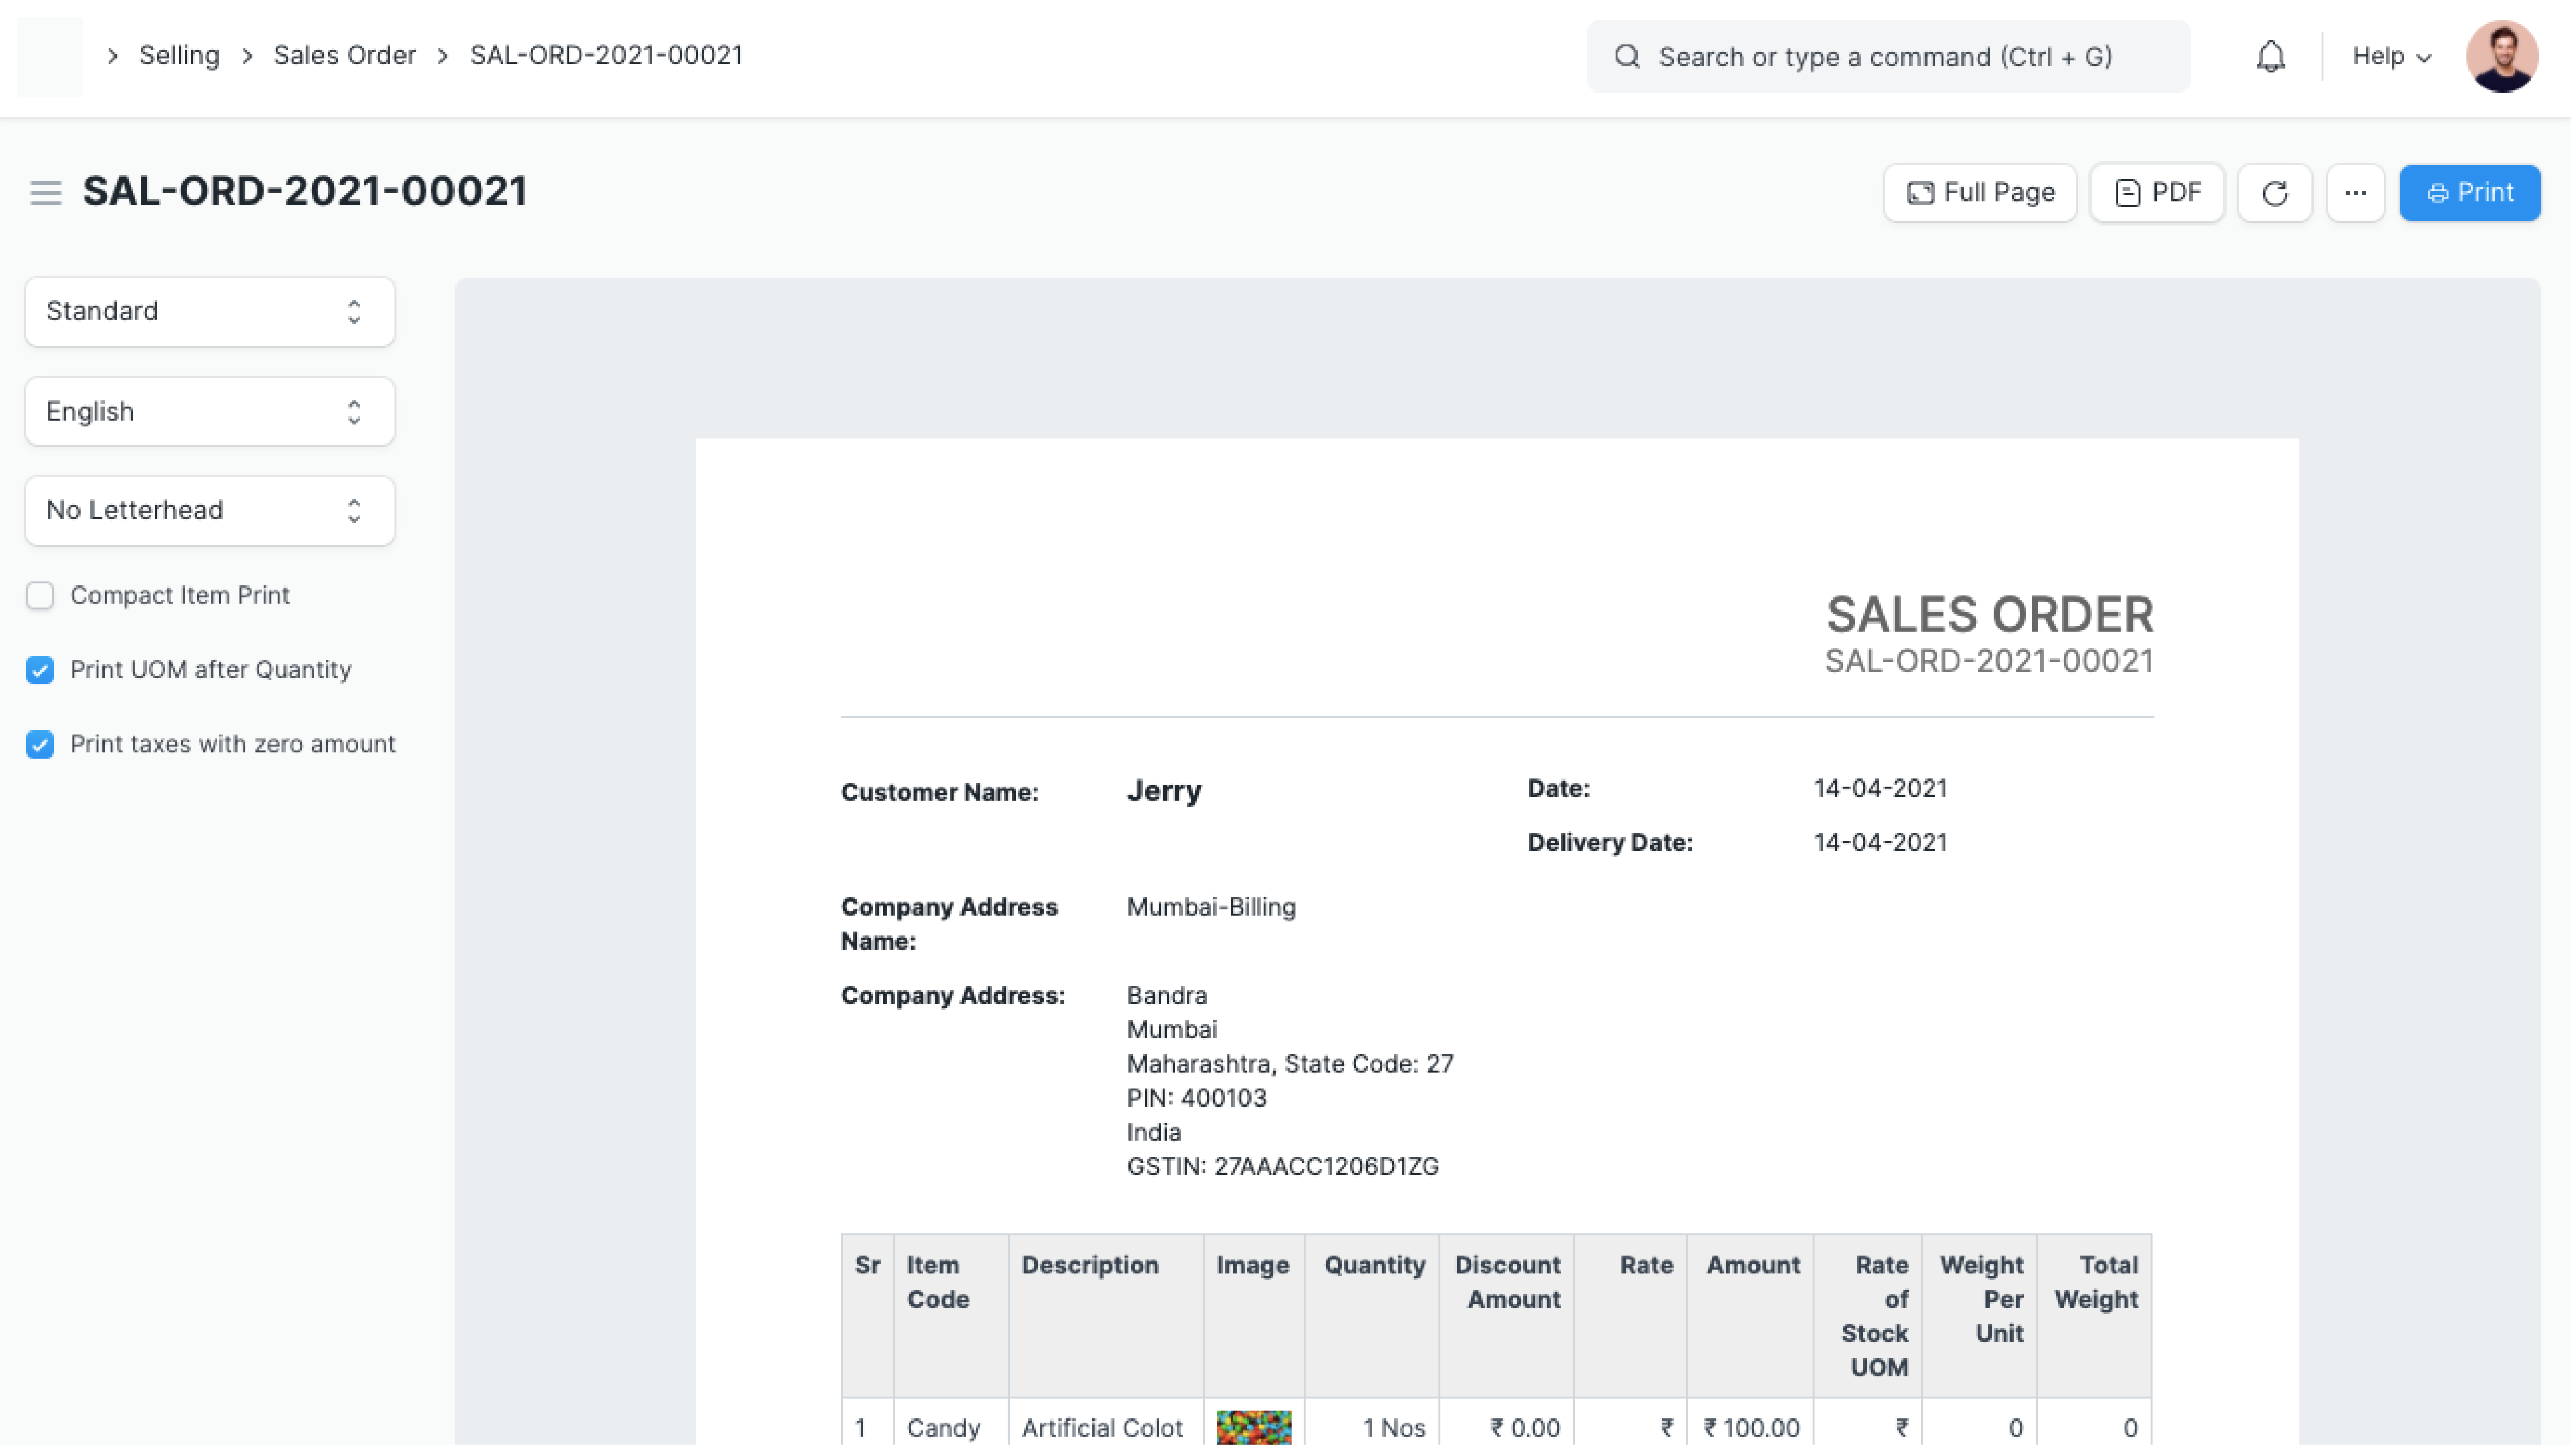 Selling > Sales Order > SAL-ORD-2021-00021
Search or type a command (Ctrl + G)
Help
SAL-ORD-2021-00021
Full Page
PDF
...
Print
Standard
English
No Letterhead
Compact Item Print
Print UOM after Quantity
Print taxes with zero amount
SALES ORDER
SAL-ORD-2021-00021
Customer Name: Jerry
Date: 14-04-2021
Delivery Date: 14-04-2021
Company Address Name: Mumbai-Billing
Company Address: Bandra
Mumbai
Maharashtra, State Code: 27
PIN: 400103
India
GSTIN: 27AAACC1206D1ZG
Sr Item Code Description Image Quantity Discount Amount Rate Amount Rate of Stock UOM Weight Per Unit Total Weight
1 Candy Artificial Colot 1 Nos ₹ 0.00 ₹ ₹ 100.00 ₹ 0 0